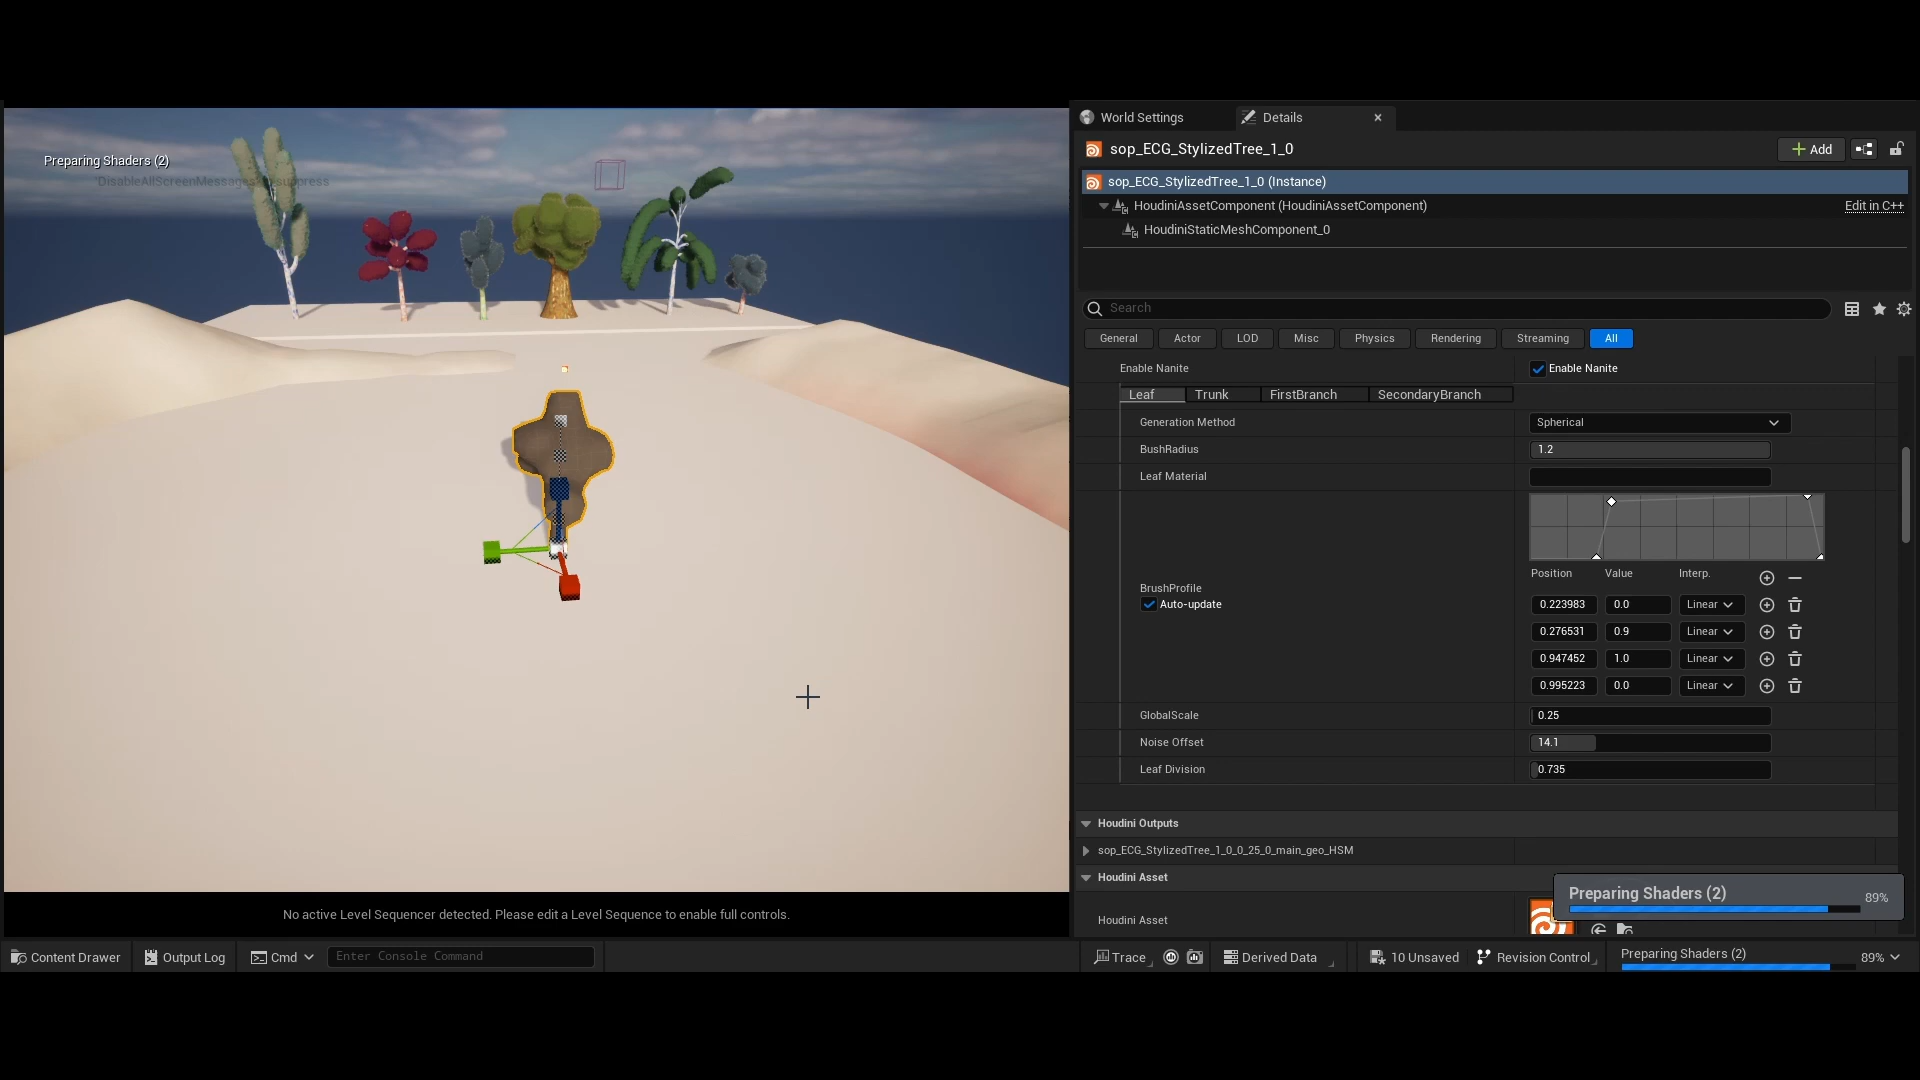 World Settings
Details
Preparing Shaders (2)
sop_ECG_StylizedTree_1_0
Add
sop_ECG_StylizedTree_1_0 (Instance)
HoudiniAssetComponent (HoudiniAssetComponent)
Edit in C++
HoudiniStaticMeshComponent_0
Search
General
Actor
LOD
Misc
Physics
Rendering
Streaming
All
Enable Nanite
Enable Nanite
Leaf
Trunk
FirstBranch
SecondaryBranch
Generation Method
Spherical
BushRadius
1.2
Leaf Material
Position
Value
Interp.
BrushProfile
Auto-update
0.223983
0.0
Linear
0.276531
0.9
Linear
0.947452
1.0
Linear
0.995223
0.0
Linear
GlobalScale
0.25
Noise Offset
14.1
Leaf Division
0.735
Houdini Outputs
sop_ECG_StylizedTree_1_0_0_25_0_main_geo_HSM
Houdini Asset
Preparing Shaders (2)
89%
Houdini Asset
No active Level Sequencer detected. Please edit a Level Sequence to enable full controls.
Content Drawer
Output Log
Cmd
Enter Console Command
Trace
Derived Data
10 Unsaved
Revision Control
Preparing Shaders (2)
89%